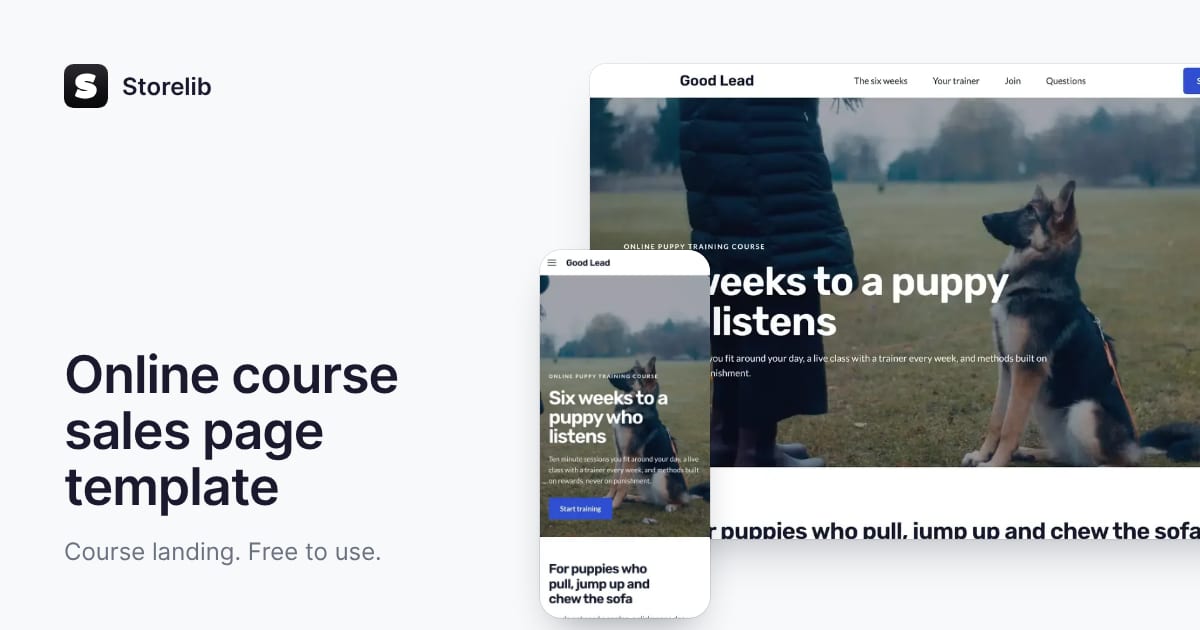 Storelib
Online course
sales page
template
Course landing. Free to use.
Good Lead
The six weeks
Your trainer
Join
Questions
ONLINE PUPPY TRAINING COURSE
weeks to a puppy
listens
you fit around your day, a live class with a trainer every week, and methods built on
nishment.
puppies who pull, jump up and chew the sofa
Good Lead
ONLINE PUPPY TRAINING COURSE
Six weeks to a
puppy who
listens
Ten minute sessions you fit around your day, a live
class with a trainer every week, and methods built
on rewards, never on punishment.
Start training
For puppies who
pull, jump up and
chew the sofa